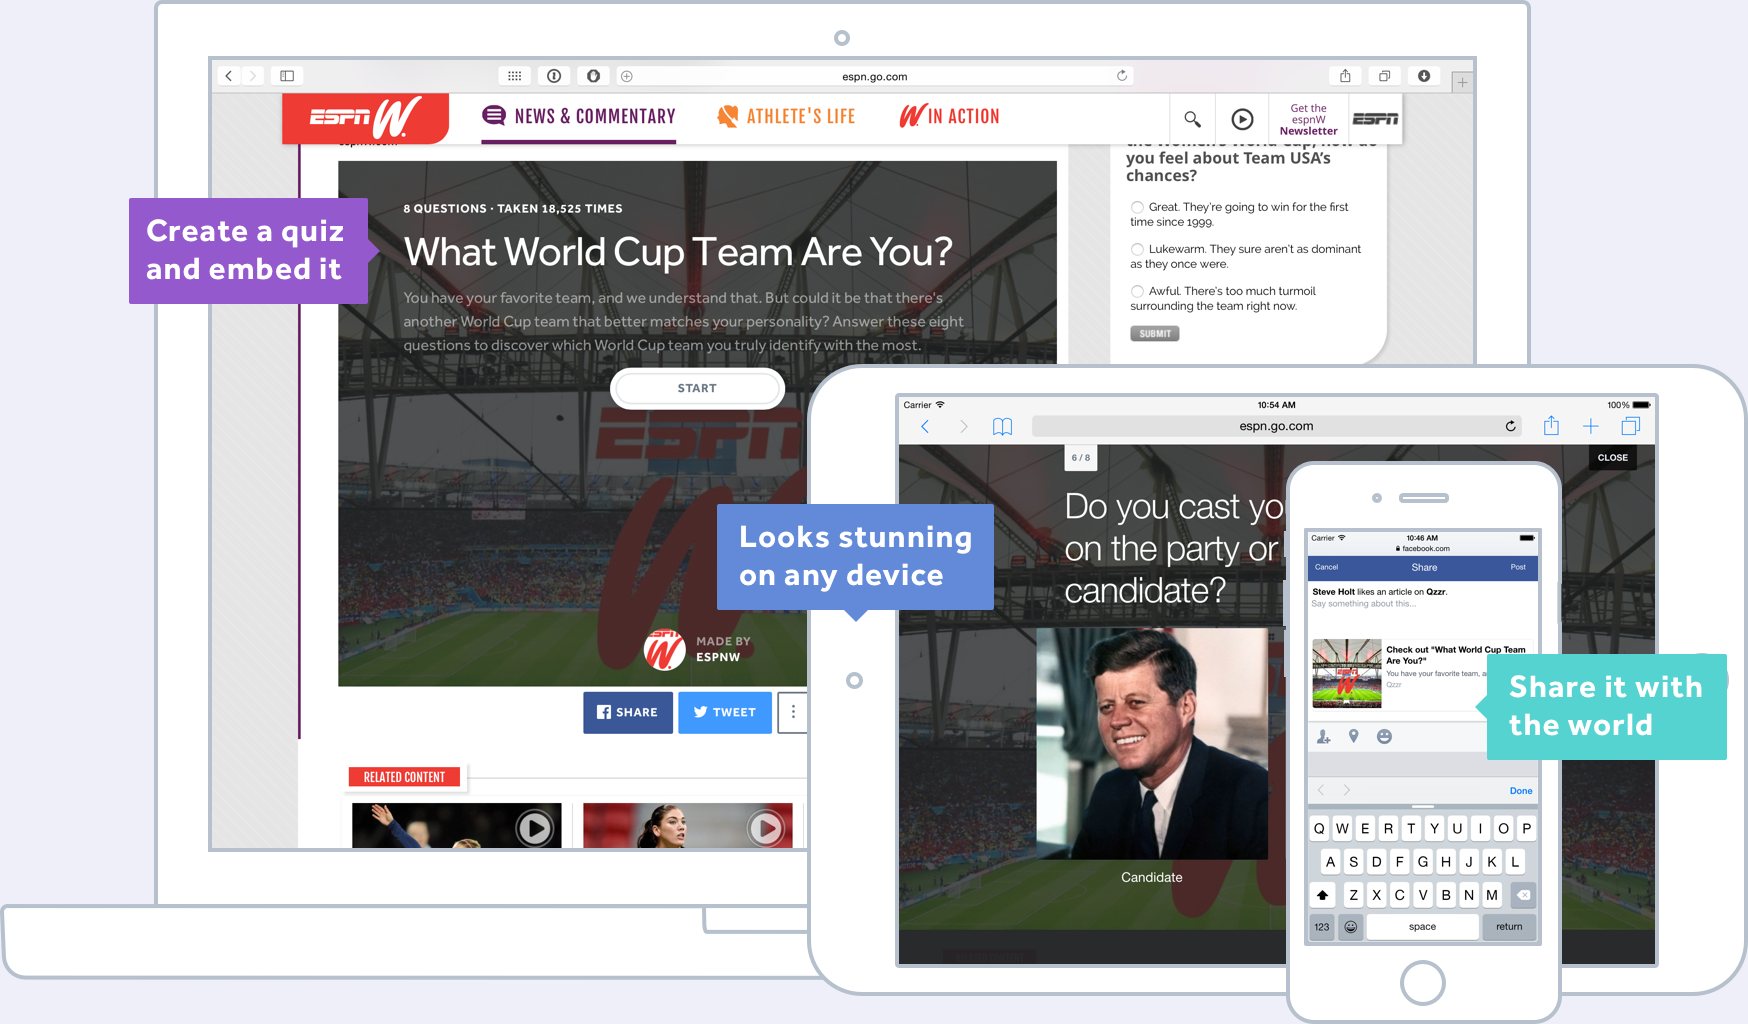 espn.go.com
ESPN W
NEWS & COMMENTARY
ATHLETE'S LIFE
W IN ACTION
Get the
espnW
Newsletter
ESPN
the Women's World Cup, how do
you feel about Team USA's
chances?
Great. They're going to win for the first
time since 1999.
Lukewarm. They sure aren't as dominant
as they once were.
Awful. There's too much turmoil
surrounding the team right now.
SUBMIT
8 QUESTIONS · TAKEN 18,525 TIMES
What World Cup Team Are You?
You have your favorite team, and we understand that. But could it be that there's
another World Cup team that better matches your personality? Answer these eight
questions to discover which World Cup team you truly identify with the most.
START
ESPN
W
Create a quiz
and embed it
MADE BY
ESPNW
SHARE
TWEET
RELATED CONTENT
Looks stunning
on any device
Carrier
10:54 AM
100%
espn.go.com
6 / 8
CLOSE
Do you cast yo
on the party or
candidate?
Candidate
Carrier
10:46 AM
facebook.com
Cancel
Share
Post
Steve Holt likes an article on Qzzr.
Say something about this...
Check out "What World Cup Team
Are You?"
You have your favorite team, a
Qzzr
Share it with
the world
Done
Q W E R T Y U I O P
A S D F G H J K L
Z X C V B N M
123
space
return